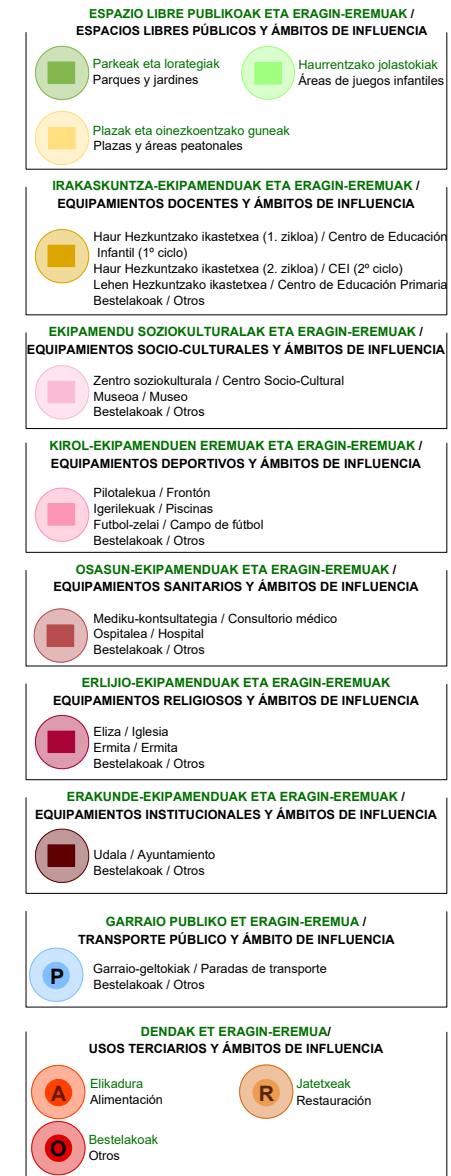 ESPAZIO LIBRE PUBLIKOAK ETA ERAGIN-EREMUAK /
ESPACIOS LIBRES PÚBLICOS Y ÁMBITOS DE INFLUENCIA
Parkeak eta lorategiak
Parques y jardines
Haurrentzako jolastokiak
Áreas de juegos infantiles
Plazak eta oinezkoentzako guneak
Plazas y áreas peatonales
IRAKASKUNTZA-EKIPAMENDUAK ETA ERAGIN-EREMUAK /
EQUIPAMIENTOS DOCENTES Y ÁMBITOS DE INFLUENCIA
Haur Hezkuntzako ikastetxea (1. zikloa) / Centro de Educación
Infantil (1º ciclo)
Haur Hezkuntzako ikastetxea (2. zikloa) / CEI (2º ciclo)
Lehen Hezkuntzako ikastetxea / Centro de Educación Primaria
Bestelakoak / Otros
EKIPAMENDU SOZIOKULTURALAK ETA ERAGIN-EREMUAK /
EQUIPAMIENTOS SOCIO-CULTURALES Y ÁMBITOS DE INFLUENCIA
Zentro soziokulturala / Centro Socio-Cultural
Museoa / Museo
Bestelakoak / Otros
KIROL-EKIPAMENDUEN EREMUAK ETA ERAGIN-EREMUAK /
EQUIPAMIENTOS DEPORTIVOS Y ÁMBITOS DE INFLUENCIA
Pilotalekua / Frontón
Igerilekuak / Piscinas
Futbol-zelai / Campo de fútbol
Bestelakoak / Otros
OSASUN-EKIPAMENDUAK ETA ERAGIN-EREMUAK /
EQUIPAMIENTOS SANITARIOS Y ÁMBITOS DE INFLUENCIA
Mediku-kontsultategia / Consultorio médico
Ospitalea / Hospital
Bestelakoak / Otros
ERLIJIO-EKIPAMENDUAK ETA ERAGIN-EREMUAK
EQUIPAMIENTOS RELIGIOSOS Y ÁMBITOS DE INFLUENCIA
Eliza / Iglesia
Ermita / Ermita
Bestelakoak / Otros
ERAKUNDE-EKIPAMENDUAK ETA ERAGIN-EREMUAK /
EQUIPAMIENTOS INSTITUCIONALES Y ÁMBITOS DE INFLUENCIA
Udala / Ayuntamiento
Bestelakoak / Otros
GARRAIO PUBLIKO ET ERAGIN-EREMUA /
TRANSPORTE PÚBLICO Y ÁMBITO DE INFLUENCIA
P
Garraio-geltokiak / Paradas de transporte
Bestelakoak / Otros
DENDAK ET ERAGIN-EREMUA/
USOS TERCIARIOS Y ÁMBITOS DE INFLUENCIA
A
Elikadura
Alimentación
R
Jatetxeak
Restauración
O
Bestelakoak
Otros